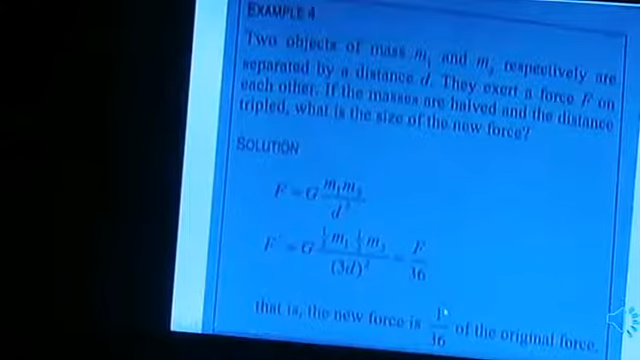 EXAMPLE 4
Two objects of mass m₁ and m₂ respectively are
separated by a distance d. They exert a force F on
each other. If the masses are halved and the distance
tripled, what is the size of the new force?
SOLUTION
F = G m₁m₂ / d²
F' = G ½m₁ ½m₂ / (3d)² = F / 36
that is, the new force is 1/36 of the original force.